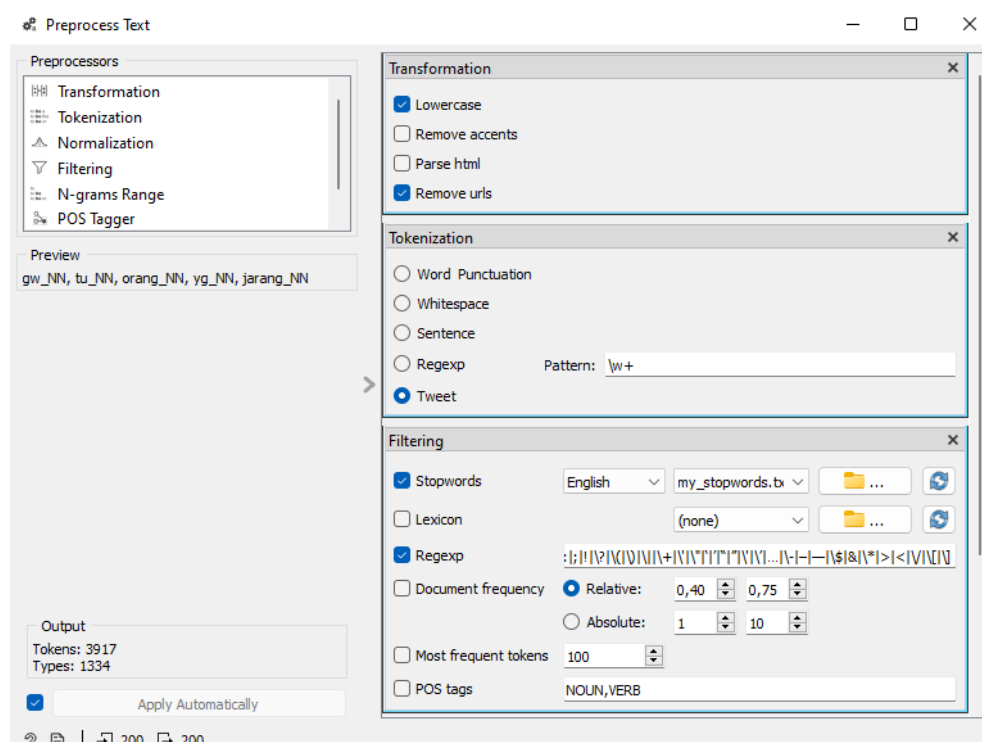 Preprocess Text
Preprocessors
Transformation
Tokenization
Normalization
Filtering
N-grams Range
POS Tagger
Preview
gw_NN, tu_NN, orang_NN, yg_NN, jarang_NN
Output
Tokens: 3917
Types: 1334
Apply Automatically
200 200
Transformation
Lowercase
Remove accents
Parse html
Remove urls
Tokenization
Word Punctuation
Whitespace
Sentence
Regexp Pattern: \w+
Tweet
Filtering
Stopwords English my_stopwords.tx ...
Lexicon (none) ...
Regexp
Document frequency Relative: 0,40 0,75
Absolute: 1 10
Most frequent tokens 100
POS tags NOUN,VERB